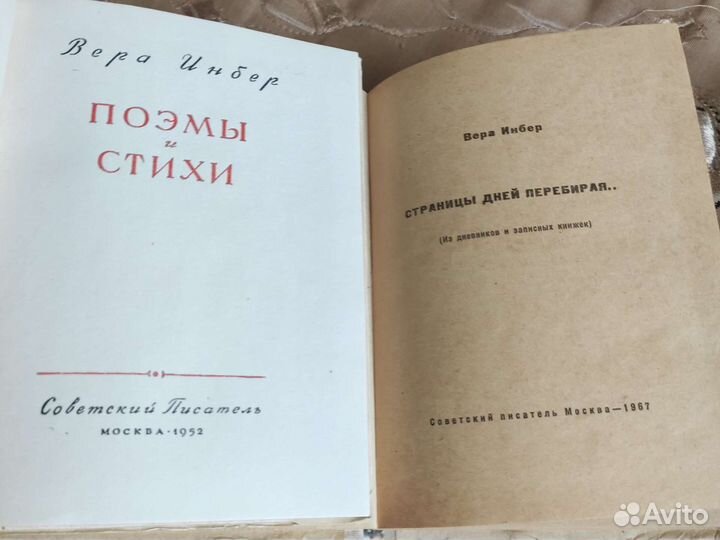 Вера Инбер
ПОЭМЫ
и
СТИХИ
Советский Писатель
МОСКВА · 1952
Вера Инбер
СТРАНИЦЫ ДНЕЙ ПЕРЕБИРАЯ..
(Из дневников и записных книжек)
Советский писатель Москва—1967
Avito